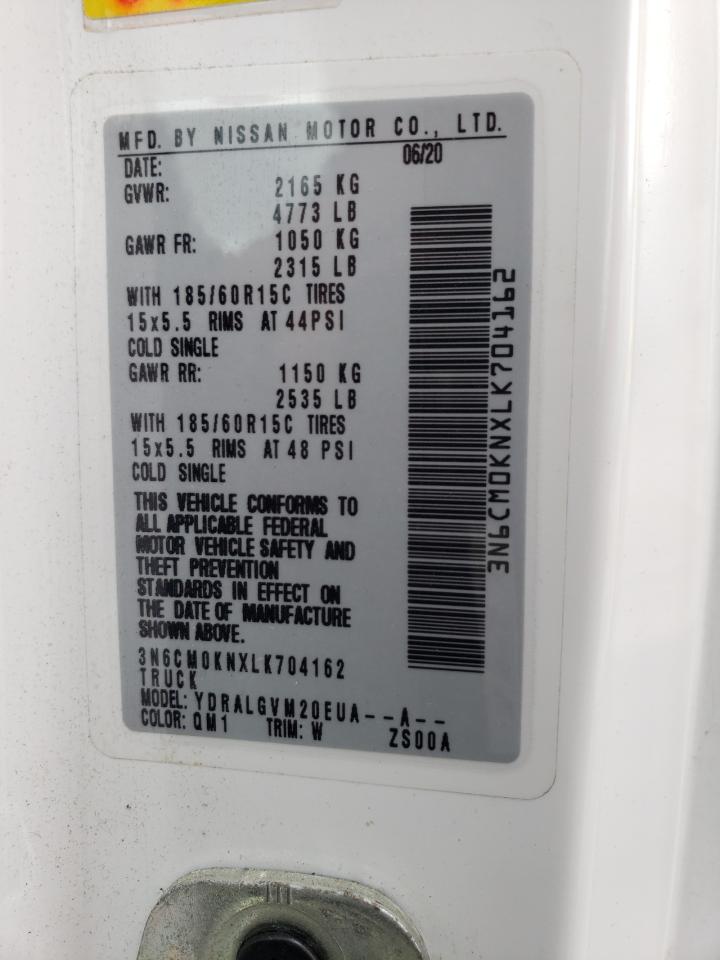 MFD. BY NISSAN MOTOR CO., LTD.
DATE: 06/20
GVWR: 2165 KG
4773 LB
GAWR FR: 1050 KG
2315 LB
WITH 185/60R15C TIRES
15x5.5 RIMS AT 44PSI
COLD SINGLE
GAWR RR: 1150 KG
2535 LB
WITH 185/60R15C TIRES
15x5.5 RIMS AT 48 PSI
COLD SINGLE
THIS VEHICLE CONFORMS TO
ALL APPLICABLE FEDERAL
MOTOR VEHICLE SAFETY AND
THEFT PREVENTION
STANDARDS IN EFFECT ON
THE DATE OF MANUFACTURE
SHOWN ABOVE.
3N6CM0KNXLK704162
TRUCK
MODEL: YDRALGVM20EUA--A--
COLOR: QM1 TRIM: W ZS00A
3N6CM0KNXLK704162